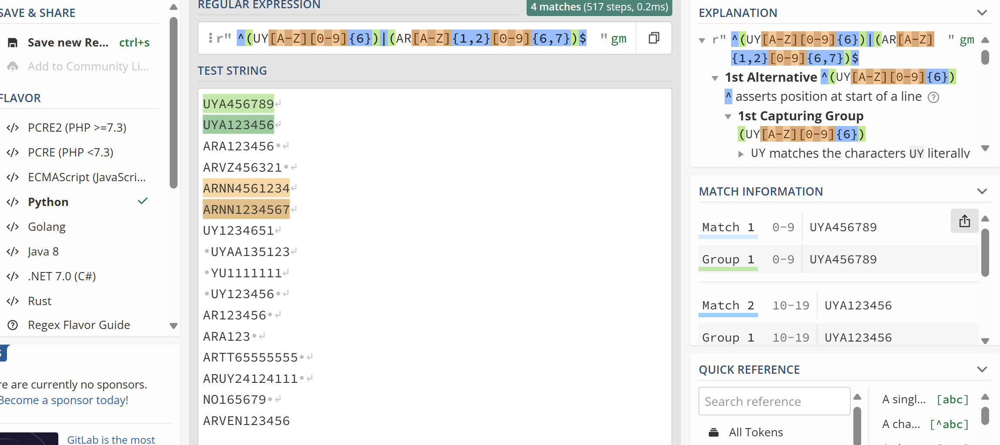 SAVE & SHARE
Save new Re... ctrl+s
Add to Community Li...
FLAVOR
</> PCRE2 (PHP >=7.3)
</> PCRE (PHP <7.3)
</> ECMAScript (JavaScri...
</> Python
</> Golang
</> Java 8
</> .NET 7.0 (C#)
</> Rust
Regex Flavor Guide
re are currently no sponsors.
Become a sponsor today!
GitLab is the most
REGULAR EXPRESSION
4 matches (517 steps, 0.2ms)
r" ^(UY[A-Z][0-9]{6})|(AR[A-Z]{1,2}[0-9]{6,7})$ " gm
TEST STRING
UYA456789
UYA123456
ARA123456
ARVZ456321
ARNN4561234
ARNN1234567
UY1234651
UYAA135123
YU1111111
UY123456
AR123456
ARA123
ARTT65555555
ARUY24124111
NO165679
ARVEN123456
EXPLANATION
r" ^(UY[A-Z][0-9]{6})|(AR[A-Z] " gm
{1,2}[0-9]{6,7})$
1st Alternative ^(UY[A-Z][0-9]{6})
^ asserts position at start of a line
1st Capturing Group
(UY[A-Z][0-9]{6})
UY matches the characters UY literally
MATCH INFORMATION
Match 1 0-9 UYA456789
Group 1 0-9 UYA456789
Match 2 10-19 UYA123456
Group 1 10-19 UYA123456
QUICK REFERENCE
Search reference
All Tokens
A singl... [abc]
A cha... [^abc]